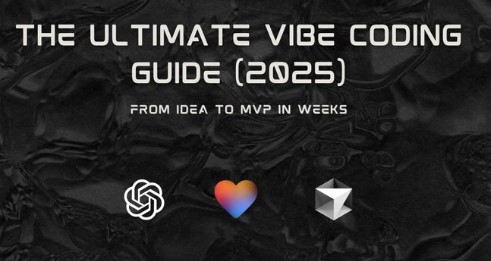 THE ULTIMATE VIBE CODING
GUIDE (2025)
FROM IDEA TO MVP IN WEEKS